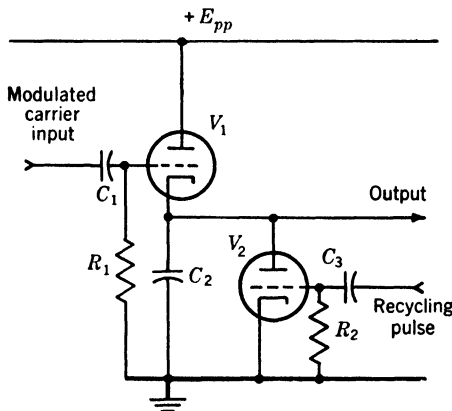 + E_pp
Modulated
carrier
input
V_1
C_1
Output
V_2
C_3
R_1
C_2
R_2
Recycling
pulse